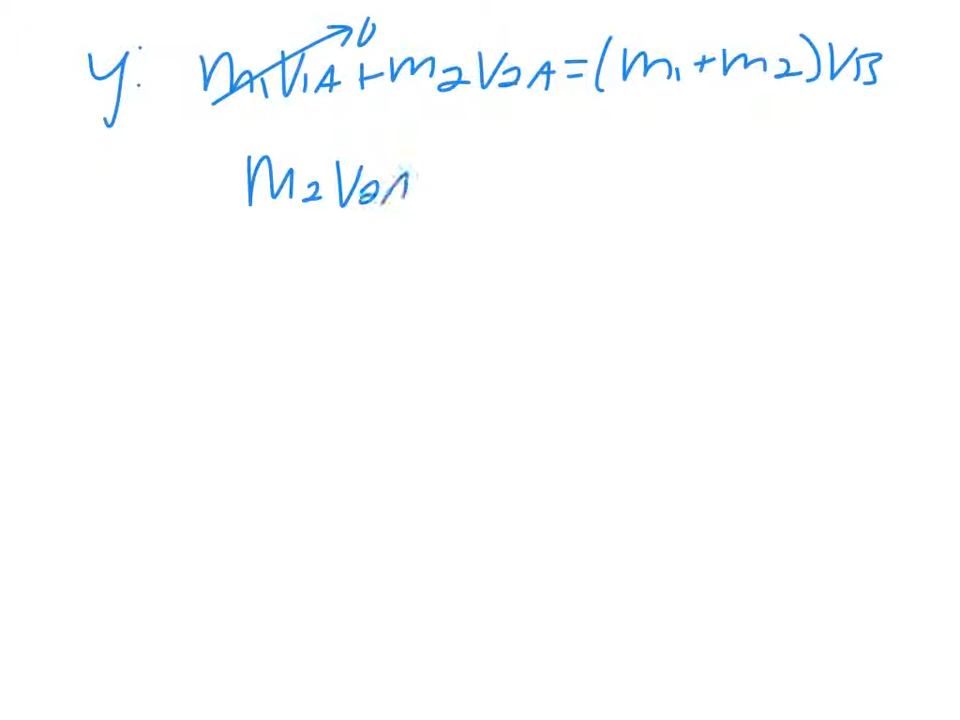 y: m₁v₁A + m₂v₂A = (m₁ + m₂)vB → 0
m₂v₂A